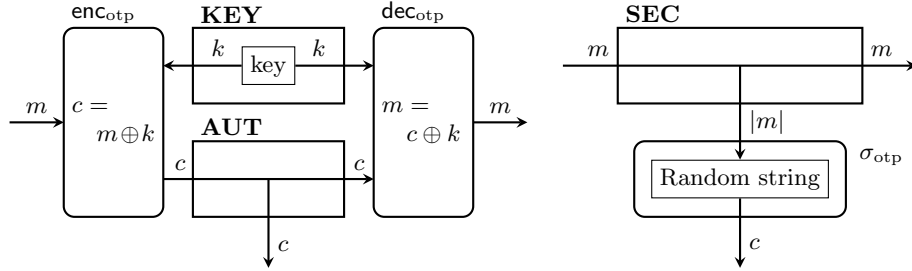 enc_otp
KEY
dec_otp
SEC
k
k
key
m
m
m
c =
m ⊕ k
m =
c ⊕ k
m
AUT
|m|
c
c
σ_otp
Random string
c
c